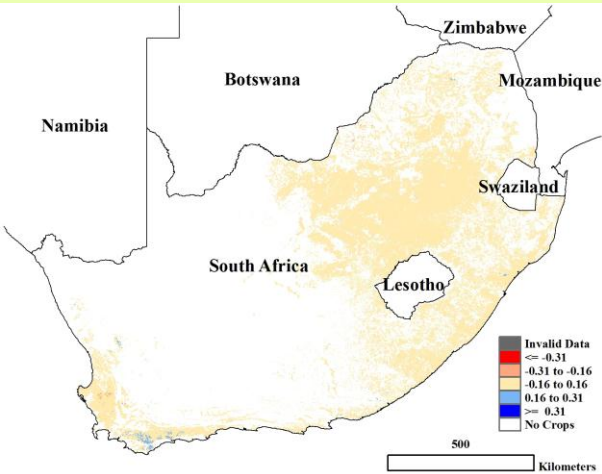 Zimbabwe
Botswana
Mozambique
Namibia
Swaziland
South Africa
Lesotho
Invalid Data
<= -0.31
-0.31 to -0.16
-0.16 to 0.16
0.16 to 0.31
>= 0.31
No Crops
500
Kilometers